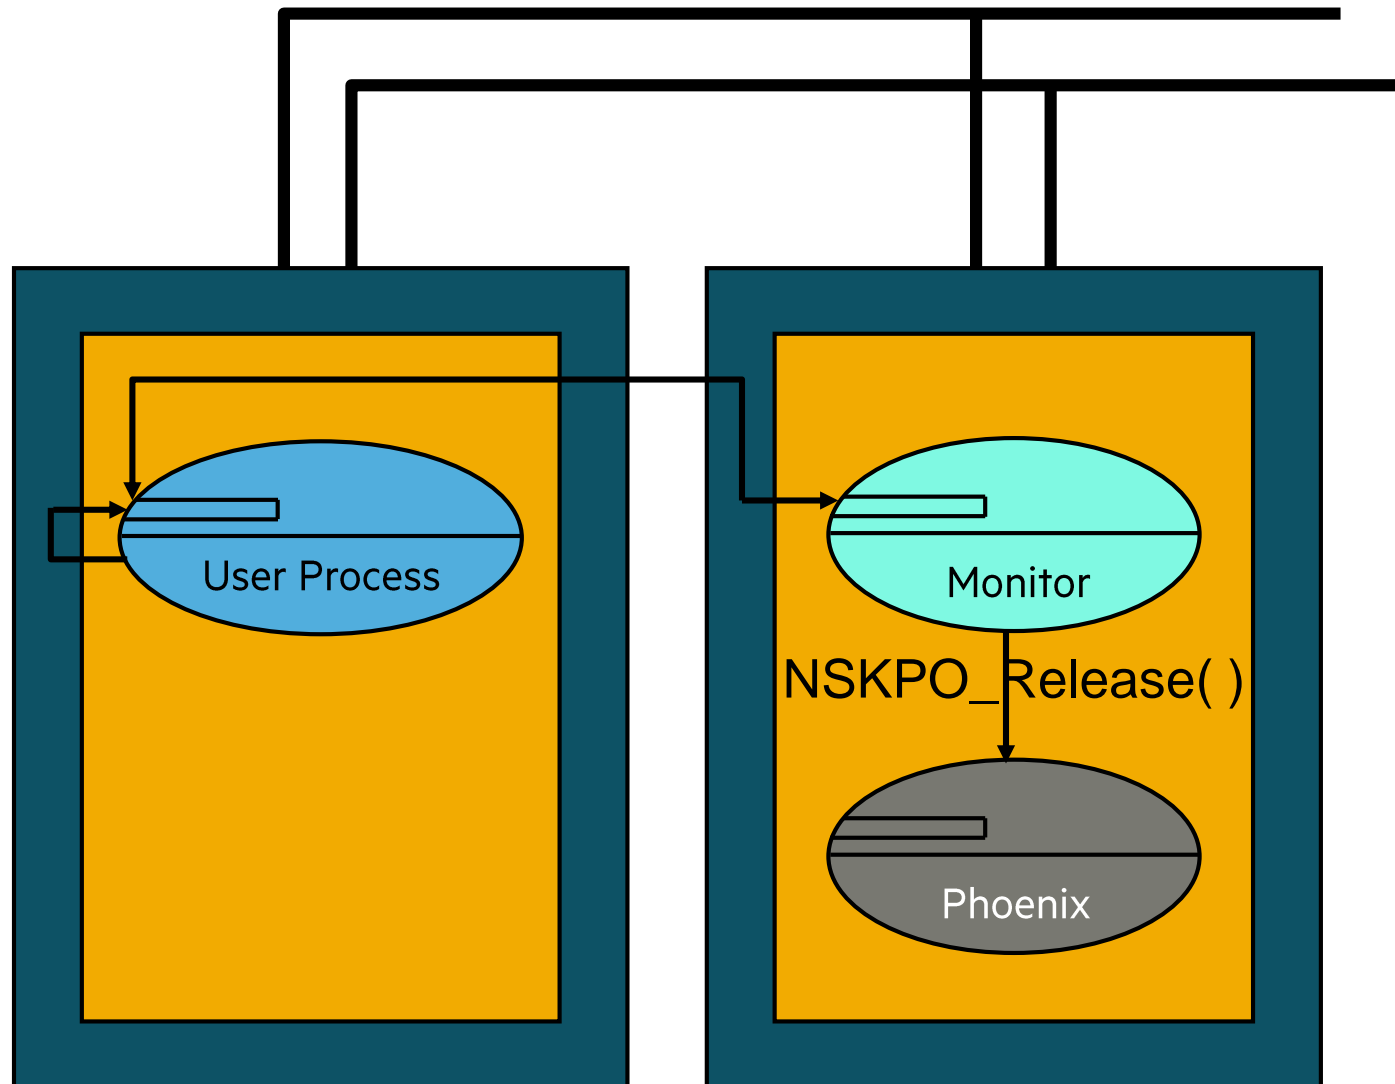 User Process
Monitor
NSKPO_Release( )
Phoenix